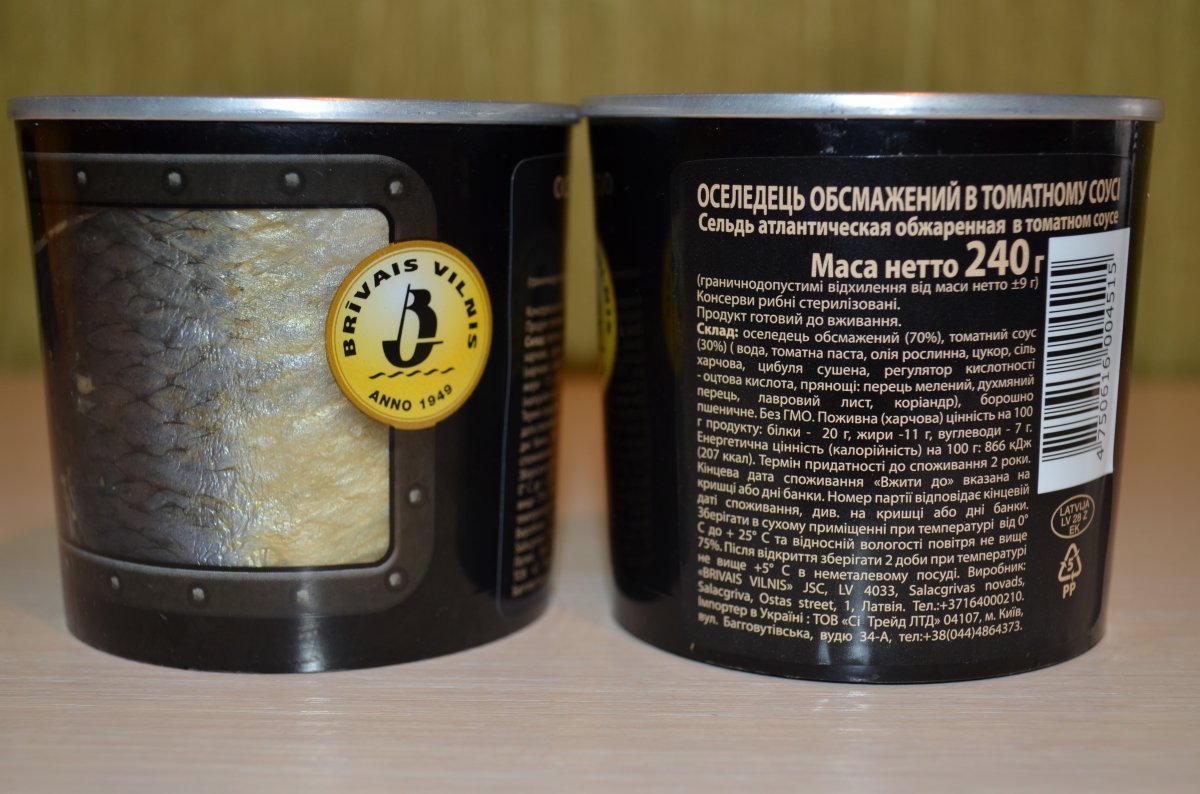 BRĪVAIS VILNIS
ANNO 1949
ОСЕЛЕДЕЦЬ ОБСМАЖЕНИЙ В ТОМАТНОМУ СОУСІ
Сельдь атлантическая обжаренная в томатном соусе
Маса нетто 240 г
(граничнодопустимі відхилення від маси нетто ±9 г)
Консерви рибні стерилізовані.
Продукт готовий до вживання.
Склад: оселедець обсмажений (70%), томатний соус
(30%) ( вода, томатна паста, олія рослинна, цукор, сіль
харчова, цибуля сушена, регулятор кислотності
- оцтова кислота, прянощі: перець мелений, духмяний
перець, лавровий лист, коріандр), борошно
пшеничне. Без ГМО. Поживна (харчова) цінність на 100
г продукту: білки - 20 г, жири -11 г, вуглеводи - 7 г.
Енергетична цінність (калорійність) на 100 г: 866 кДж
(207 ккал). Термін придатності до споживання 2 роки.
Кінцева дата споживання «Вжити до» вказана на
кришці або дні банки. Номер партії відповідає кінцевій
даті споживання, див. на кришці або дні банки.
Зберігати в сухому приміщенні при температурі від 0°
С до + 25° С та відносній вологості повітря не вище
75%. Після відкриття зберігати 2 доби при температурі
не вище +5° С в неметалевому посуді. Виробник:
«BRIVAIS VILNIS» JSC, LV 4033, Salacgrivas novads,
Salacgriva, Ostas street, 1, Латвія. Тел.:+37164000210.
Імпортер в Україні : ТОВ «Сі Трейд ЛТД» 04107, м. Київ,
вул. Багговутівська, вудю 34-А, тел:+38(044)4864373.
4 750616 004515
LATVIJA
LV 28 Z
EK
5
PP